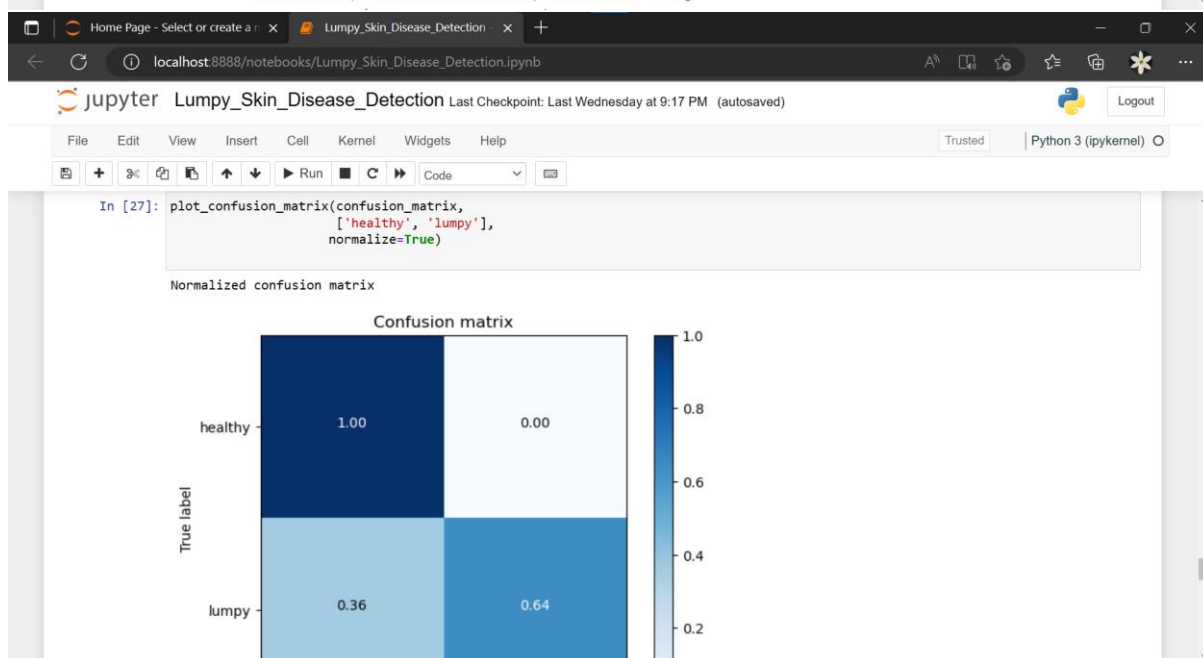 Home Page - Select or create a n
Lumpy_Skin_Disease_Detection -
localhost:8888/notebooks/Lumpy_Skin_Disease_Detection.ipynb
jupyter Lumpy_Skin_Disease_Detection Last Checkpoint: Last Wednesday at 9:17 PM (autosaved)
Logout
File Edit View Insert Cell Kernel Widgets Help
Trusted
Python 3 (ipykernel)
Run
Code
In [27]: plot_confusion_matrix(confusion_matrix,
['healthy', 'lumpy'],
normalize=True)
Normalized confusion matrix
Confusion matrix
1.0
healthy
1.00
0.00
0.8
0.6
True label
0.4
lumpy
0.36
0.64
0.2